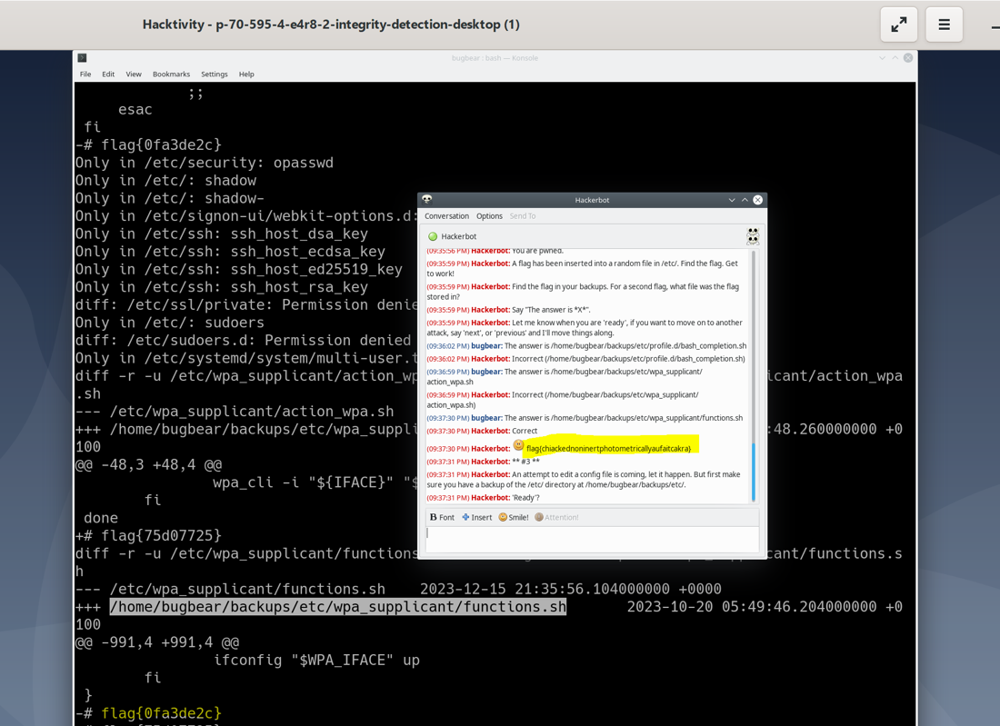 Hacktivity - p-70-595-4-e4r8-2-integrity-detection-desktop (1)
bugbear : bash — Konsole
File Edit View Bookmarks Settings Help
;;
esac
fi
-# flag{0fa3de2c}
Only in /etc/security: opasswd
Only in /etc/: shadow
Only in /etc/: shadow-
Only in /etc/signon-ui/webkit-options.d:
Only in /etc/ssh: ssh_host_dsa_key
Only in /etc/ssh: ssh_host_ecdsa_key
Only in /etc/ssh: ssh_host_ed25519_key
Only in /etc/ssh: ssh_host_rsa_key
diff: /etc/ssl/private: Permission denie
Only in /etc/: sudoers
diff: /etc/sudoers.d: Permission denied
Only in /etc/systemd/system/multi-user.t
diff -r -u /etc/wpa_supplicant/action_wp icant/action_wpa
.sh
--- /etc/wpa_supplicant/action_wpa.sh
+++ /home/bugbear/backups/etc/wpa_suppli :48.260000000 +0
100
@@ -48,3 +48,4 @@
wpa_cli -i "${IFACE}" "$
fi
done
+# flag{75d07725}
diff -r -u /etc/wpa_supplicant/functions icant/functions.s
h
--- /etc/wpa_supplicant/functions.sh 2023-12-15 21:35:56.104000000 +0000
+++ /home/bugbear/backups/etc/wpa_supplicant/functions.sh 2023-10-20 05:49:46.204000000 +0
100
@@ -991,4 +991,4 @@
ifconfig "$WPA_IFACE" up
fi
}
-# flag{0fa3de2c}
Hackerbot
Conversation Options Send To
Hackerbot
(09:35:56 PM) Hackerbot: You are pwned.
(09:35:59 PM) Hackerbot: A flag has been inserted into a random file in /etc/. Find the flag. Get
to work!
(09:35:59 PM) Hackerbot: Find the flag in your backups. For a second flag, what file was the flag
stored in?
(09:35:59 PM) Hackerbot: Say "The answer is *X*".
(09:35:59 PM) Hackerbot: Let me know when you are 'ready', if you want to move on to another
attack, say 'next', or 'previous' and I'll move things along.
(09:36:02 PM) bugbear: The answer is /home/bugbear/backups/etc/profile.d/bash_completion.sh
(09:36:02 PM) Hackerbot: Incorrect (/home/bugbear/backups/etc/profile.d/bash_completion.sh)
(09:36:59 PM) bugbear: The answer is /home/bugbear/backups/etc/wpa_supplicant/
action_wpa.sh
(09:36:59 PM) Hackerbot: Incorrect (/home/bugbear/backups/etc/wpa_supplicant/
action_wpa.sh)
(09:37:30 PM) bugbear: The answer is /home/bugbear/backups/etc/wpa_supplicant/functions.sh
(09:37:30 PM) Hackerbot: Correct
(09:37:30 PM) Hackerbot: flag{chiackednoninertphotometricallyaufaitcakra}
(09:37:31 PM) Hackerbot: ** #3 **
(09:37:31 PM) Hackerbot: An attempt to edit a config file is coming, let it happen. But first make
sure you have a backup of the /etc/ directory at /home/bugbear/backups/etc/.
(09:37:31 PM) Hackerbot: 'Ready'?
Font Insert Smile! Attention!